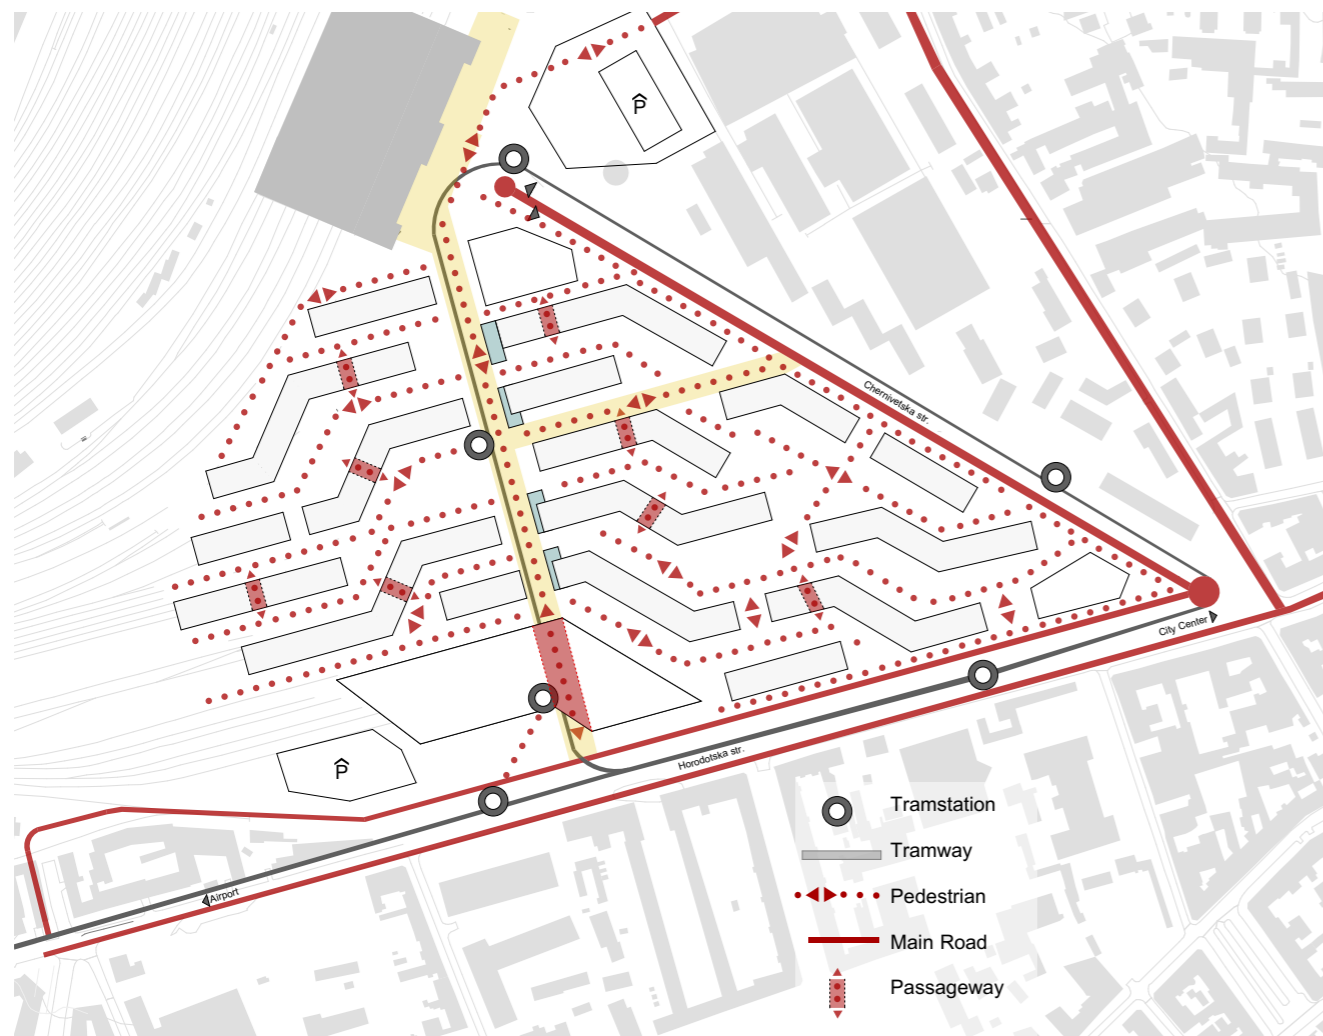 P
Chernivetska str.
City Center
Horodotska str.
P
Airport
Tramstation
Tramway
Pedestrian
Main Road
Passageway